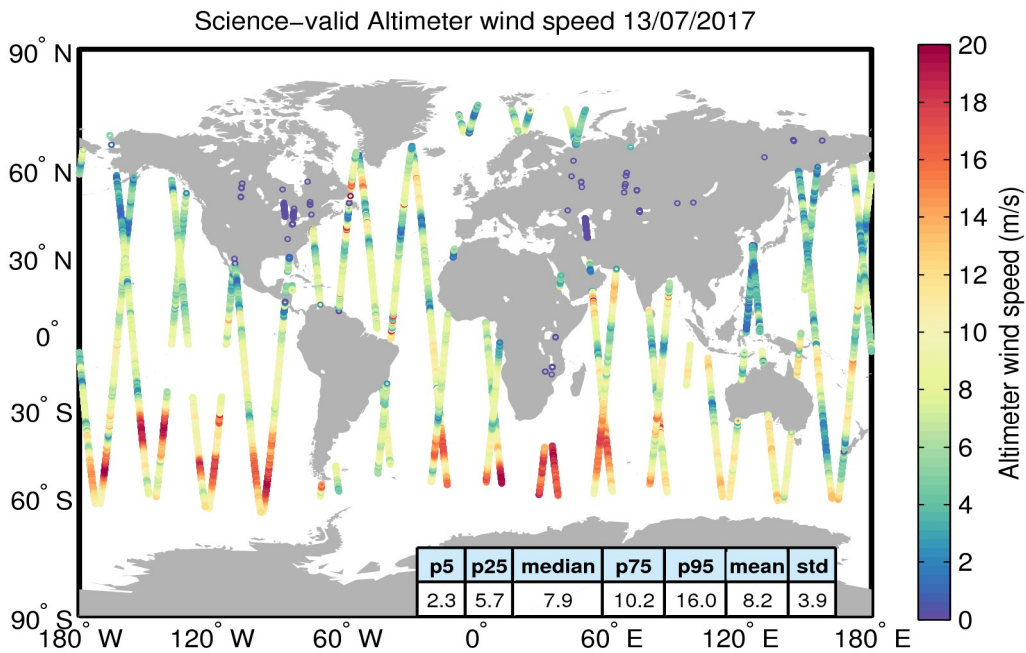 Science−valid Altimeter wind speed 13/07/2017
90° N
60° N
30° N
0°
30° S
60° S
90° S
180° W
120° W
60° W
0°
60° E
120° E
180° E
p5 p25 median p75 p95 mean std
2.3 5.7 7.9 10.2 16.0 8.2 3.9
20
18
16
14
12
10
8
6
4
2
0
Altimeter wind speed (m/s)